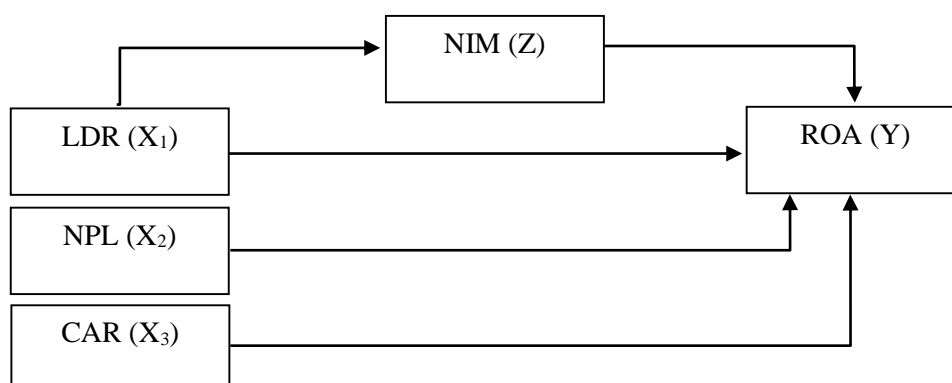 NIM (Z)
LDR (X₁)
ROA (Y)
NPL (X₂)
CAR (X₃)